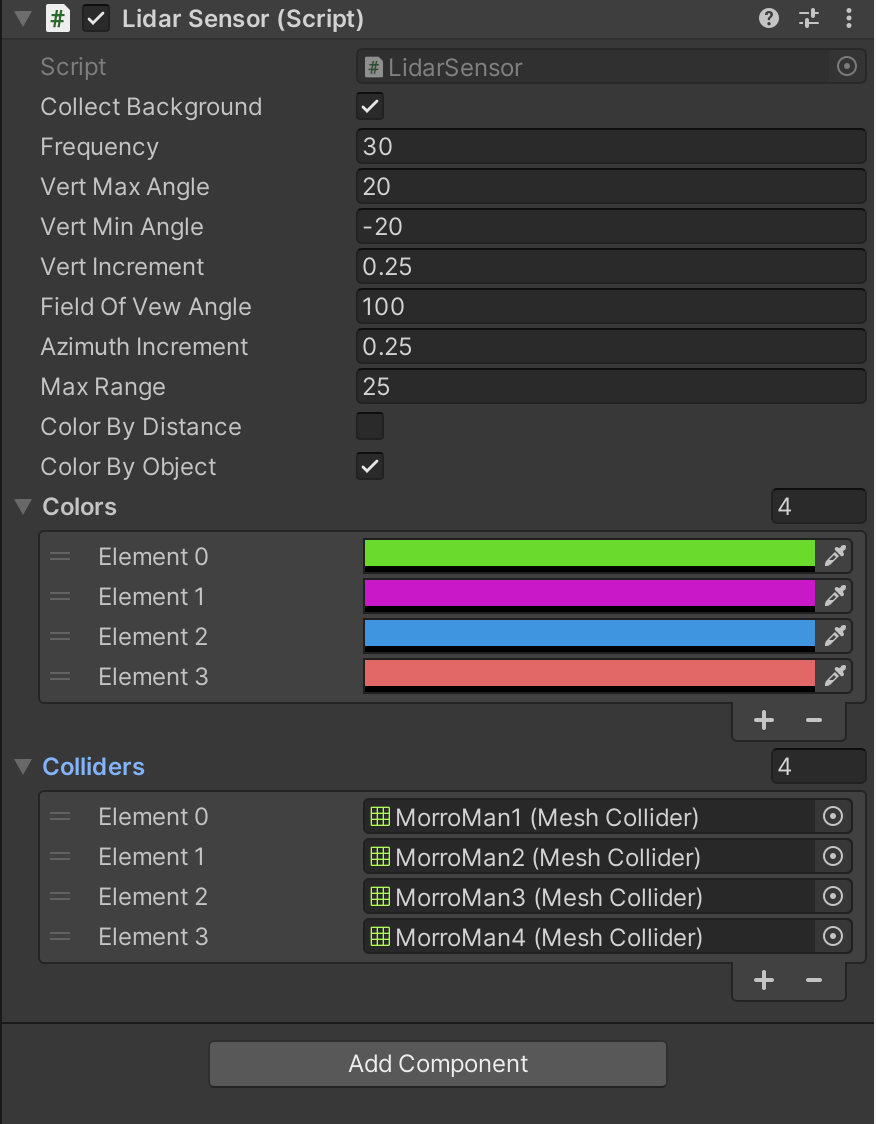 Lidar Sensor (Script)
Script LidarSensor
Collect Background
Frequency 30
Vert Max Angle 20
Vert Min Angle -20
Vert Increment 0.25
Field Of Vew Angle 100
Azimuth Increment 0.25
Max Range 25
Color By Distance
Color By Object
Colors 4
Element 0
Element 1
Element 2
Element 3
Colliders 4
Element 0 MorroMan1 (Mesh Collider)
Element 1 MorroMan2 (Mesh Collider)
Element 2 MorroMan3 (Mesh Collider)
Element 3 MorroMan4 (Mesh Collider)
Add Component